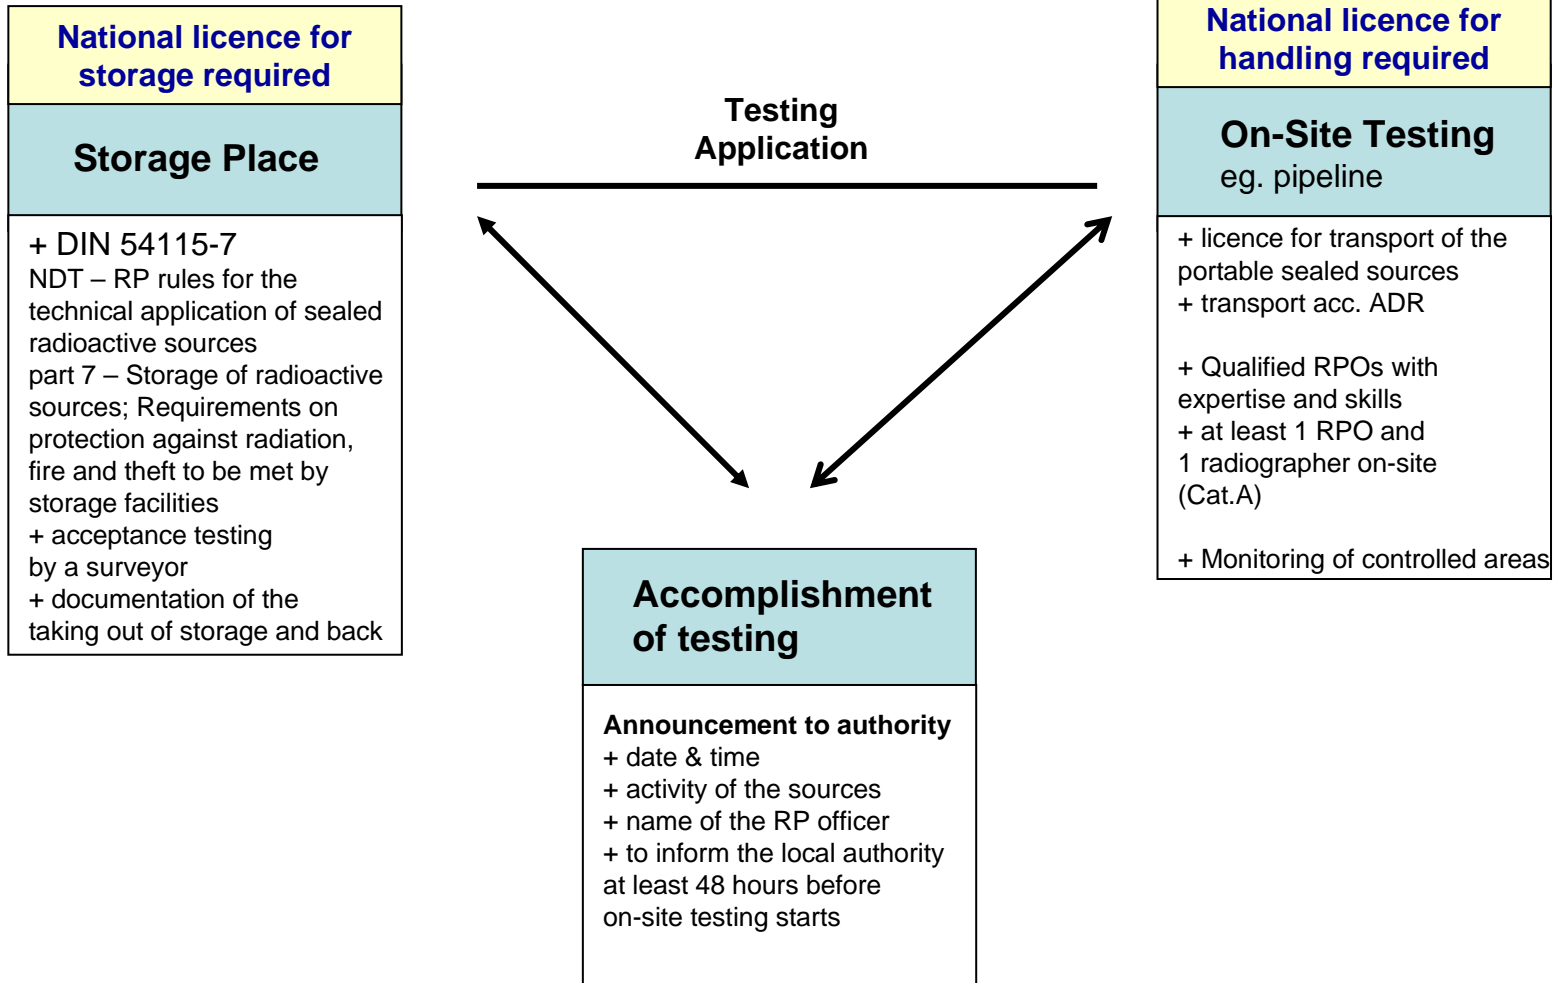 National licence for
storage required
Storage Place
+ DIN 54115-7
NDT – RP rules for the
technical application of sealed
radioactive sources
part 7 – Storage of radioactive
sources; Requirements on
protection against radiation,
fire and theft to be met by
storage facilities
+ acceptance testing
by a surveyor
+ documentation of the
taking out of storage and back
Testing
Application
National licence for
handling required
On-Site Testing
eg. pipeline
+ licence for transport of the
portable sealed sources
+ transport acc. ADR
+ Qualified RPOs with
expertise and skills
+ at least 1 RPO and
1 radiographer on-site
(Cat.A)
+ Monitoring of controlled areas
Accomplishment
of testing
Announcement to authority
+ date & time
+ activity of the sources
+ name of the RP officer
+ to inform the local authority
at least 48 hours before
on-site testing starts